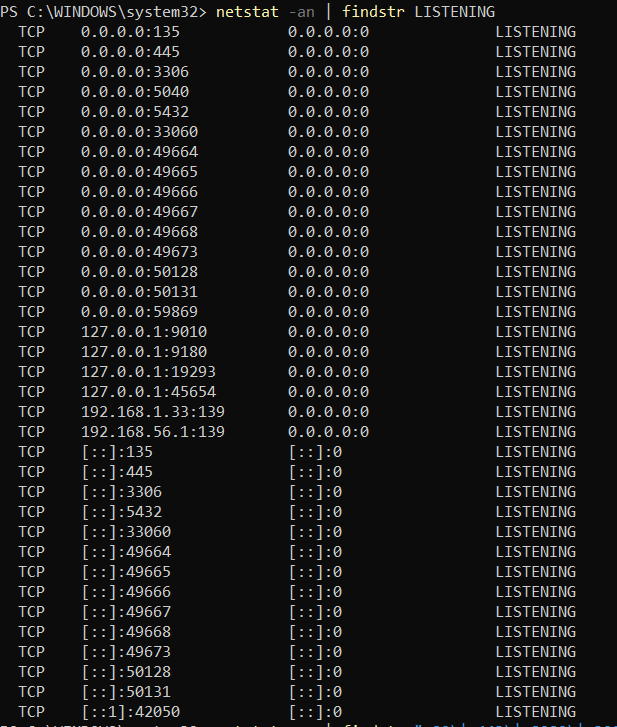 PS C:\WINDOWS\system32> netstat -an | findstr LISTENING
TCP 0.0.0.0:135 0.0.0.0:0 LISTENING
TCP 0.0.0.0:445 0.0.0.0:0 LISTENING
TCP 0.0.0.0:3306 0.0.0.0:0 LISTENING
TCP 0.0.0.0:5040 0.0.0.0:0 LISTENING
TCP 0.0.0.0:5432 0.0.0.0:0 LISTENING
TCP 0.0.0.0:33060 0.0.0.0:0 LISTENING
TCP 0.0.0.0:49664 0.0.0.0:0 LISTENING
TCP 0.0.0.0:49665 0.0.0.0:0 LISTENING
TCP 0.0.0.0:49666 0.0.0.0:0 LISTENING
TCP 0.0.0.0:49667 0.0.0.0:0 LISTENING
TCP 0.0.0.0:49668 0.0.0.0:0 LISTENING
TCP 0.0.0.0:49673 0.0.0.0:0 LISTENING
TCP 0.0.0.0:50128 0.0.0.0:0 LISTENING
TCP 0.0.0.0:50131 0.0.0.0:0 LISTENING
TCP 0.0.0.0:59869 0.0.0.0:0 LISTENING
TCP 127.0.0.1:9010 0.0.0.0:0 LISTENING
TCP 127.0.0.1:9180 0.0.0.0:0 LISTENING
TCP 127.0.0.1:19293 0.0.0.0:0 LISTENING
TCP 127.0.0.1:45654 0.0.0.0:0 LISTENING
TCP 192.168.1.33:139 0.0.0.0:0 LISTENING
TCP 192.168.56.1:139 0.0.0.0:0 LISTENING
TCP [::]:135 [::]:0 LISTENING
TCP [::]:445 [::]:0 LISTENING
TCP [::]:3306 [::]:0 LISTENING
TCP [::]:5432 [::]:0 LISTENING
TCP [::]:33060 [::]:0 LISTENING
TCP [::]:49664 [::]:0 LISTENING
TCP [::]:49665 [::]:0 LISTENING
TCP [::]:49666 [::]:0 LISTENING
TCP [::]:49667 [::]:0 LISTENING
TCP [::]:49668 [::]:0 LISTENING
TCP [::]:49673 [::]:0 LISTENING
TCP [::]:50128 [::]:0 LISTENING
TCP [::]:50131 [::]:0 LISTENING
TCP [::1]:42050 [::]:0 LISTENING